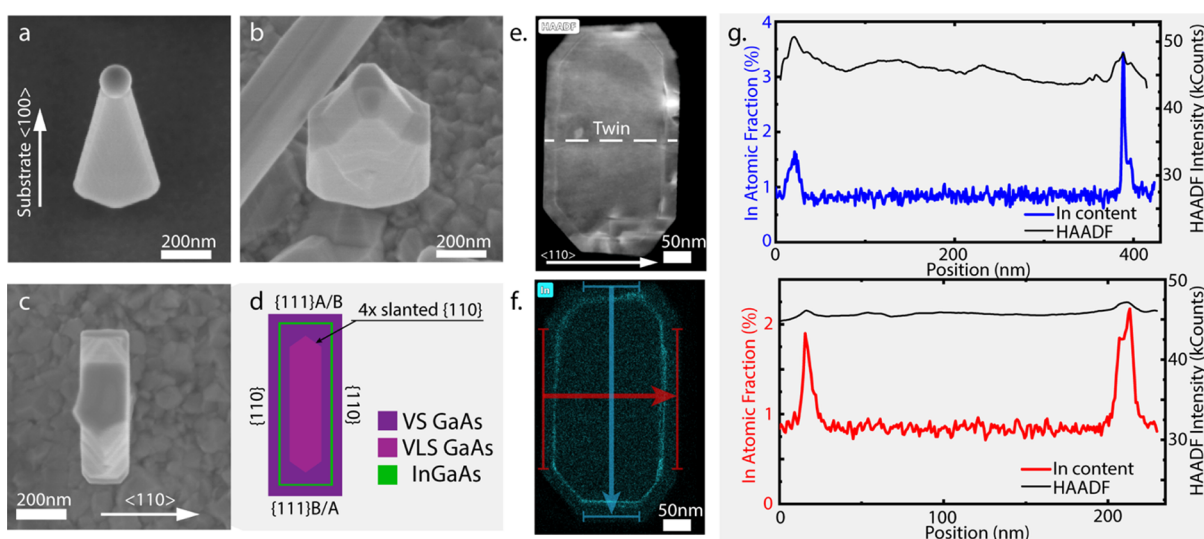 a
Substrate <100>
200nm
b
200nm
c
200nm
<110>
d
{111}A/B
4x slanted {110}
{110}
{110}
VS GaAs
VLS GaAs
InGaAs
{111}B/A
e.
HAADF
Twin
<110>
50nm
f.
In
50nm
g.
In Atomic Fraction (%)
4
3
2
1
0
HAADF Intensity (kCounts)
50
40
30
In content
HAADF
0
200
400
Position (nm)
In Atomic Fraction (%)
2
1
0
HAADF Intensity (kCounts)
50
40
30
In content
HAADF
0
100
200
Position (nm)